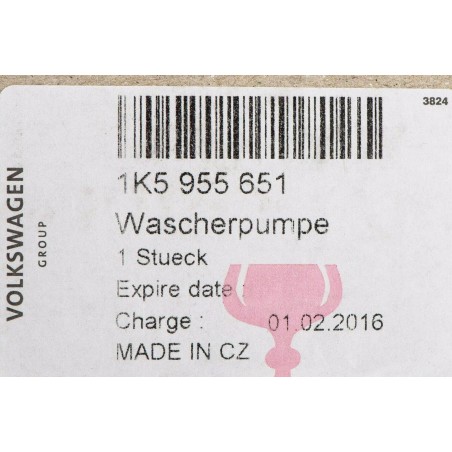 3824
VOLKSWAGEN
GROUP
1K5 955 651
Wascherpumpe
1 Stueck
Expire date :
Charge : 01.02.2016
MADE IN CZ